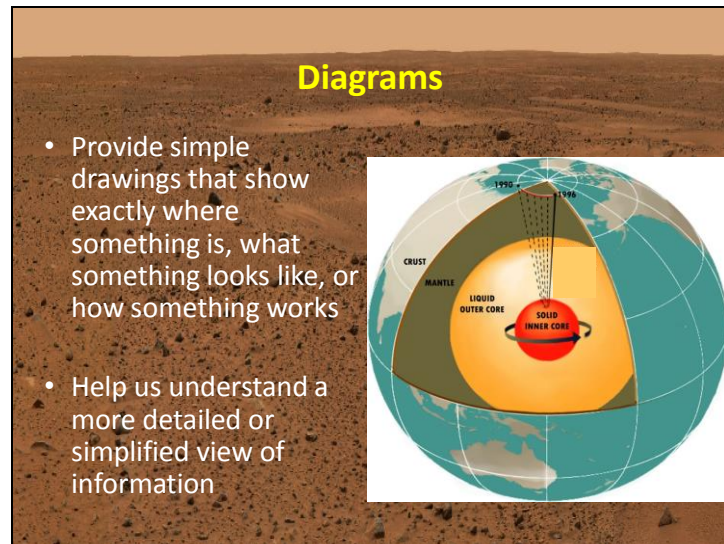 Diagrams
• Provide simple
drawings that show
exactly where
something is, what
something looks like, or
how something works
• Help us understand a
more detailed or
simplified view of
information
1990
1996
CRUST
MANTLE
LIQUID
OUTER CORE
SOLID
INNER CORE